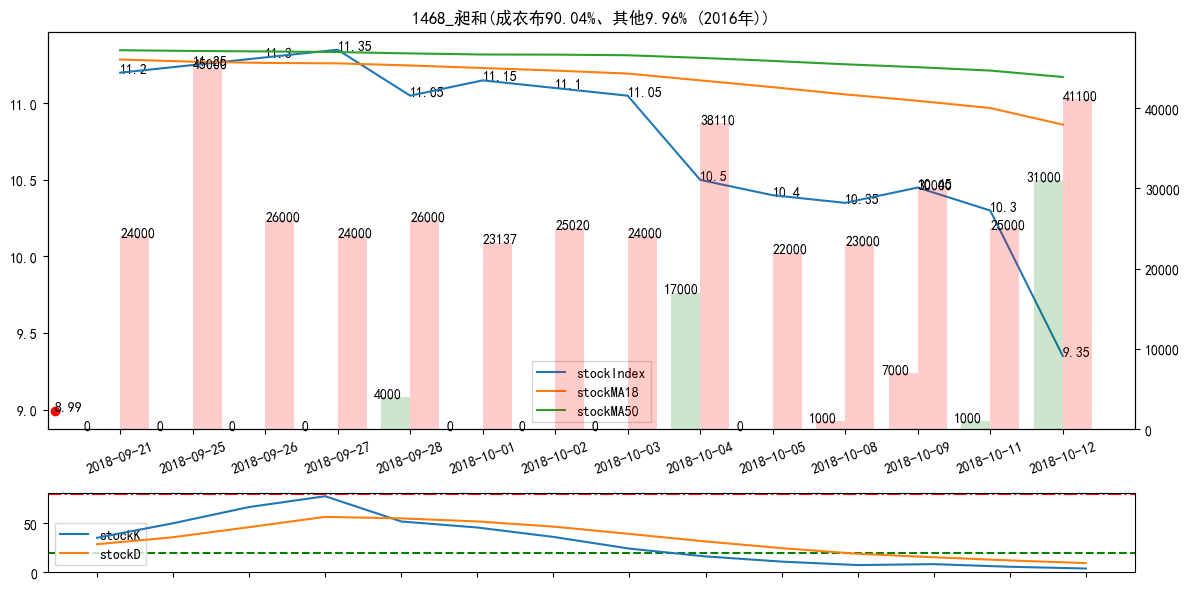 1468_昶和(成衣布90.04%、其他9.96% (2016年))
11.2 11.25 11.3 11.35 11.05 11.15 11.1 11.05 10.5 10.4 10.35 10.45 10.3 9.35
24000 45000 26000 24000 26000 23137 25020 24000 38110 22000 23000 30000 25000 41100
0 0 0 0 4000 0 0 0 17000 0 1000 7000 1000 31000
8.99
11.0
10.5
10.0
9.5
9.0
40000
30000
20000
10000
0
stockIndex
stockMA18
stockMA50
2018-09-21 2018-09-25 2018-09-26 2018-09-27 2018-09-28 2018-10-01 2018-10-02 2018-10-03 2018-10-04 2018-10-05 2018-10-08 2018-10-09 2018-10-11 2018-10-12
50
0
stockK
stockD